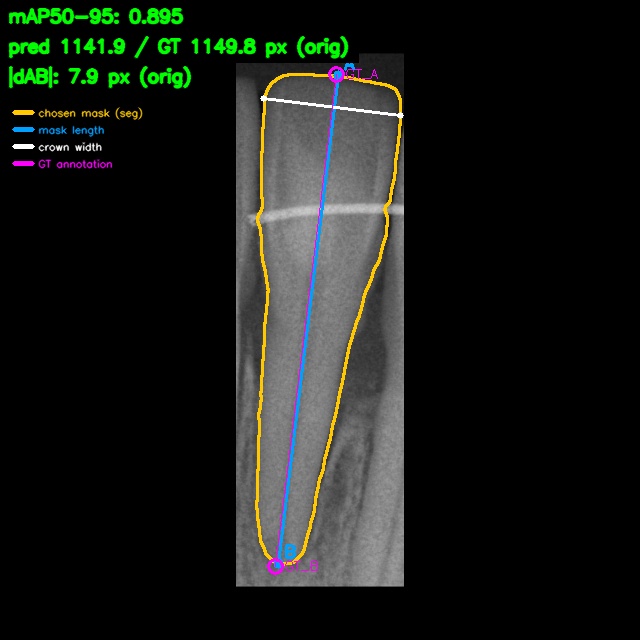 mAP50-95: 0.895
pred 1141.9 / GT 1149.8 px (orig)
|dAB|: 7.9 px (orig)
chosen mask (seg)
mask length
crown width
GT annotation
A
GT_A
B